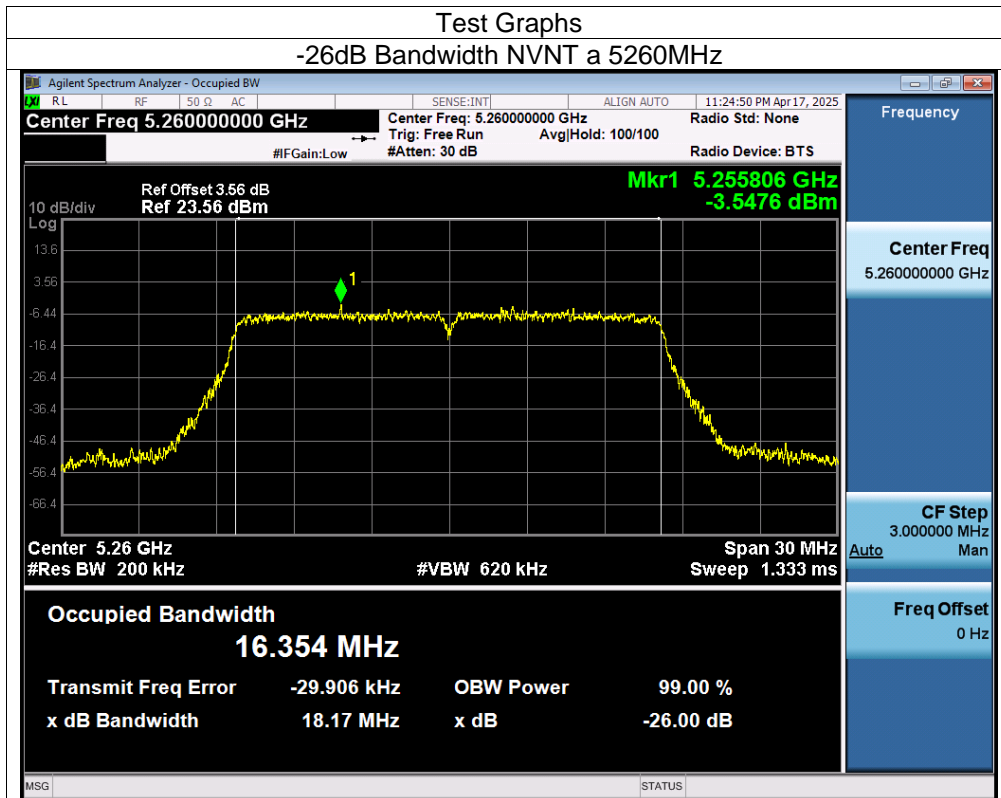 Test Graphs
-26dB Bandwidth NVNT a 5260MHz
Agilent Spectrum Analyzer - Occupied BW
LXI RL RF 50 Ω AC SENSE:INT ALIGN AUTO 11:24:50 PM Apr 17, 2025
Center Freq 5.260000000 GHz
Center Freq: 5.260000000 GHz
Radio Std: None
Trig: Free Run Avg|Hold: 100/100
#IFGain:Low #Atten: 30 dB Radio Device: BTS
Frequency
Mkr1 5.255806 GHz
-3.5476 dBm
Ref Offset 3.56 dB
10 dB/div Ref 23.56 dBm
Log
13.6
3.56
-6.44
-16.4
-26.4
-36.4
-46.4
-56.4
-66.4
1
Center 5.26 GHz Span 30 MHz
#Res BW 200 kHz #VBW 620 kHz Sweep 1.333 ms
Center Freq
5.260000000 GHz
CF Step
3.000000 MHz
Auto Man
Freq Offset
0 Hz
Occupied Bandwidth
16.354 MHz
Transmit Freq Error -29.906 kHz OBW Power 99.00 %
x dB Bandwidth 18.17 MHz x dB -26.00 dB
MSG STATUS